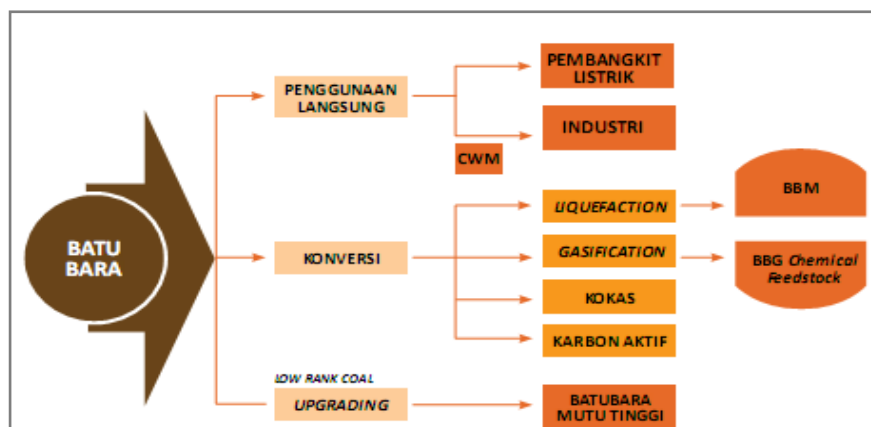 BATU
BARA
PENGGUNAAN
LANGSUNG
PEMBANGKIT
LISTRIK
INDUSTRI
CWM
KONVERSI
LIQUEFACTION
BBM
GASIFICATION
BBG Chemical
Feedstock
KOKAS
KARBON AKTIF
LOW RANK COAL
UPGRADING
BATUBARA
MUTU TINGGI